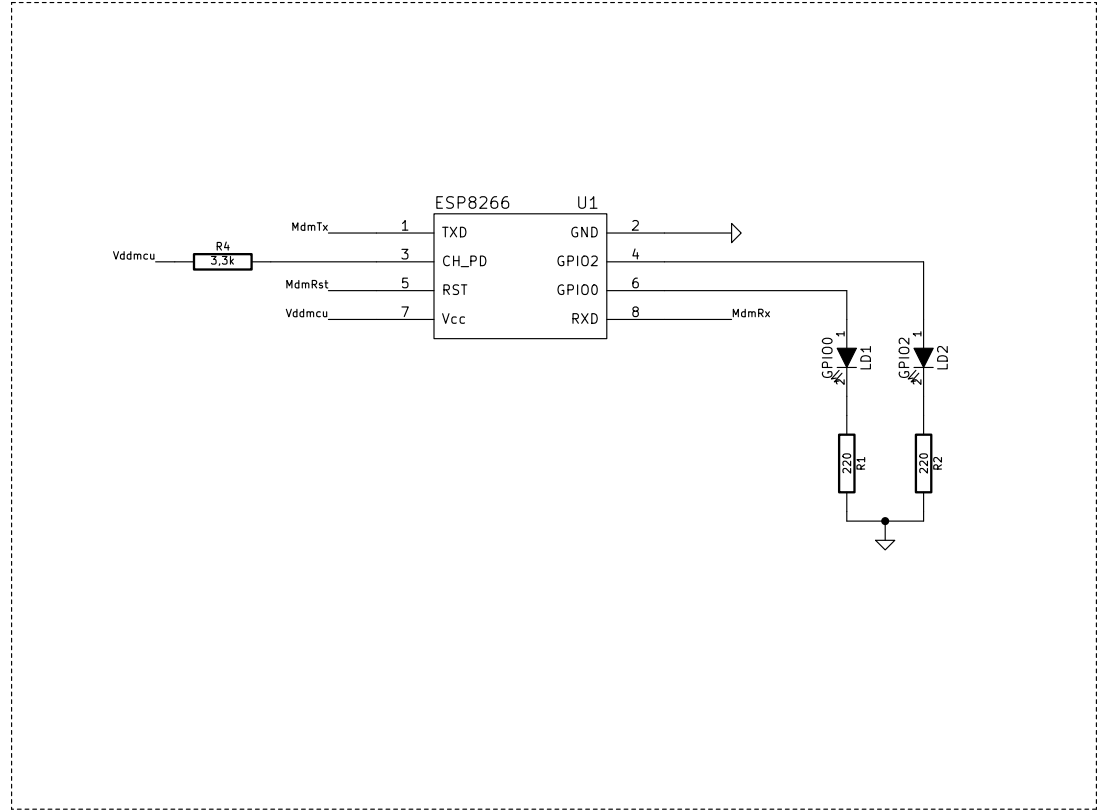 ESP8266 U1
MdmTx 1 TXD GND 2
Vddmcu R4 3 CH_PD GPIO2 4
3,3k
MdmRst 5 RST GPIO0 6
Vddmcu 7 Vcc RXD 8 MdmRx
GPIO0 1 2 LD1
GPIO2 1 2 LD2
220 R1
220 R2